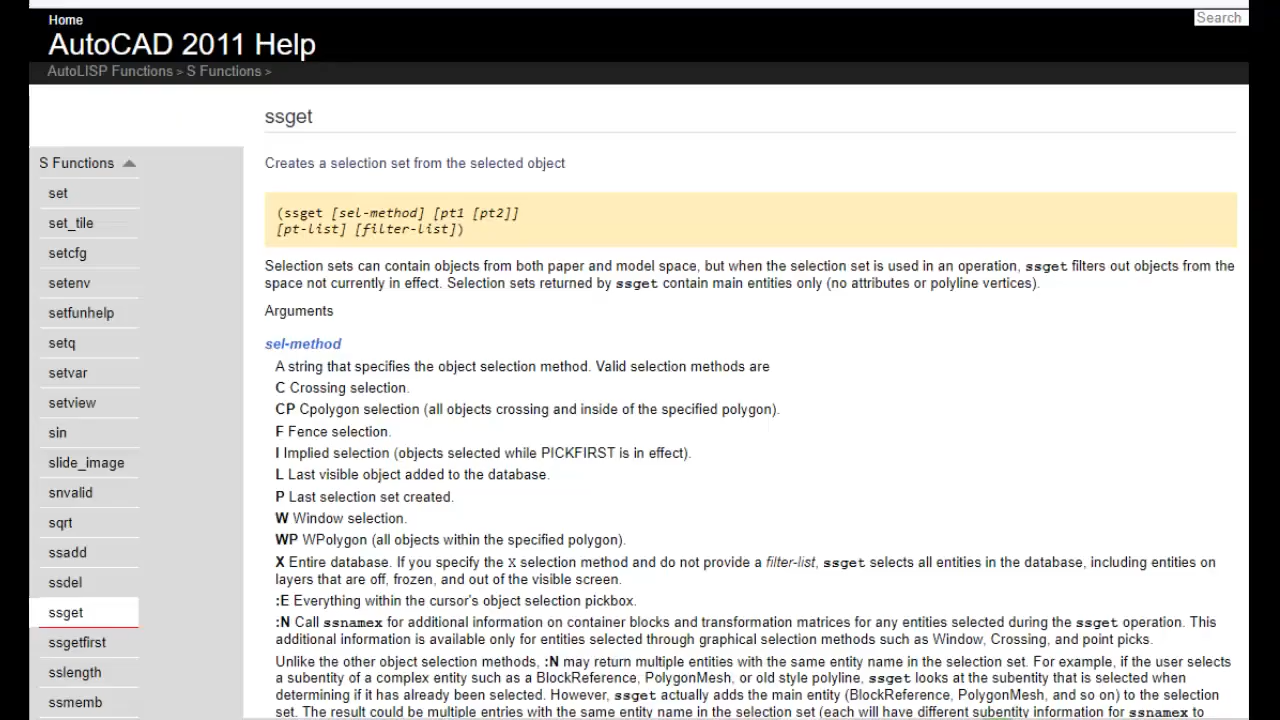 Home
Search
AutoCAD 2011 Help
AutoLISP Functions > S Functions >
ssget
S Functions
set
set_tile
setcfg
setenv
setfunhelp
setq
setvar
setview
sin
slide_image
snvalid
sqrt
ssadd
ssdel
ssget
ssgetfirst
sslength
ssmemb
Creates a selection set from the selected object
(ssget [sel-method] [pt1 [pt2]]
[pt-list] [filter-list])
Selection sets can contain objects from both paper and model space, but when the selection set is used in an operation, ssget filters out objects from the
space not currently in effect. Selection sets returned by ssget contain main entities only (no attributes or polyline vertices).
Arguments
sel-method
A string that specifies the object selection method. Valid selection methods are
C Crossing selection.
CP Cpolygon selection (all objects crossing and inside of the specified polygon).
F Fence selection.
I Implied selection (objects selected while PICKFIRST is in effect).
L Last visible object added to the database.
P Last selection set created.
W Window selection.
WP WPolygon (all objects within the specified polygon).
X Entire database. If you specify the X selection method and do not provide a filter-list, ssget selects all entities in the database, including entities on
layers that are off, frozen, and out of the visible screen.
:E Everything within the cursor's object selection pickbox.
:N Call ssnamex for additional information on container blocks and transformation matrices for any entities selected during the ssget operation. This
additional information is available only for entities selected through graphical selection methods such as Window, Crossing, and point picks.
Unlike the other object selection methods, :N may return multiple entities with the same entity name in the selection set. For example, if the user selects
a subentity of a complex entity such as a BlockReference, PolygonMesh, or old style polyline, ssget looks at the subentity that is selected when
determining if it has already been selected. However, ssget actually adds the main entity (BlockReference, PolygonMesh, and so on) to the selection
set. The result could be multiple entries with the same entity name in the selection set (each will have different subentity information for ssnamex to